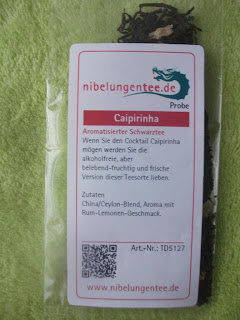 nibelungentee.de
Probe
Caipirinha
Aromatisierter Schwarztee
Wenn Sie den Cocktail Caipirinha
mögen werden Sie die
alkoholfreie, aber
belebend-fruchtig und frische
Version dieser Teesorte lieben.
Zutaten
China/Ceylon-Blend, Aroma mit
Rum-Lemonen-Geschmack.
Art.-Nr.: TD5127
www.nibelungentee.de